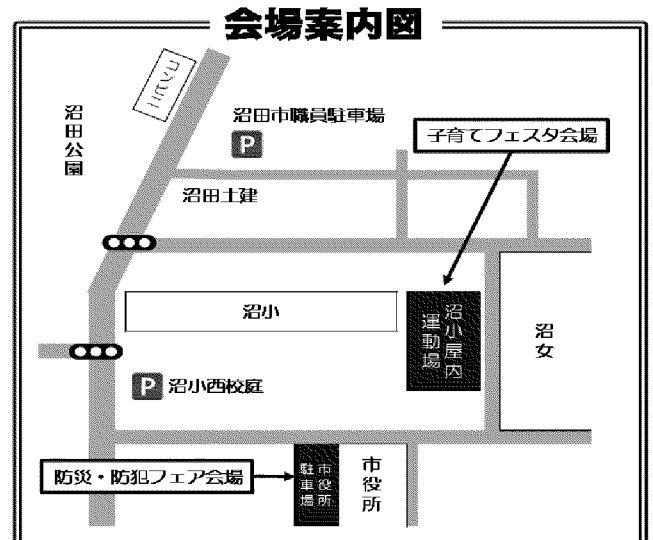 会場案内図
コンビニ
沼田公園
沼田市職員駐車場
P
子育てフェスタ会場
沼田土建
沼小
沼小屋内
運動場
沼女
P 沼小西校庭
防災・防犯フェア会場
市役所
駐車場
市役所